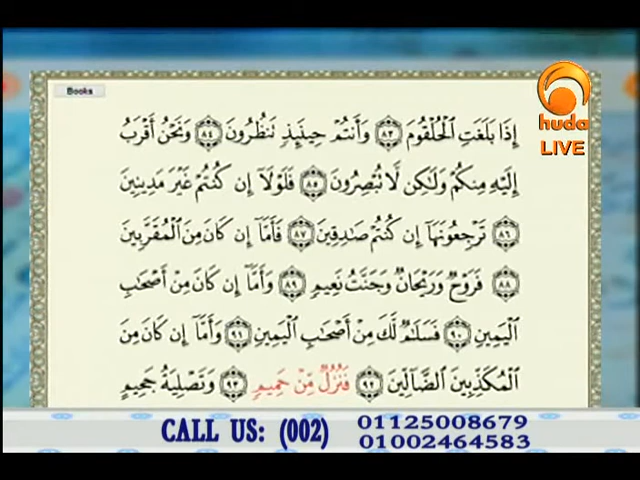 Books
huda
LIVE
إِذَا بَلَغَتِ ٱلْحُلْقُومَ ٨٣ وَأَنتُمْ حِينَئِذٍ تَنظُرُونَ ٨٤ وَنَحْنُ أَقْرَبُ
إِلَيْهِ مِنكُمْ وَلَٰكِن لَّا تُبْصِرُونَ ٨٥ فَلَوْلَآ إِن كُنتُمْ غَيْرَ مَدِينِينَ
٨٦ تَرْجِعُونَهَآ إِن كُنتُمْ صَٰدِقِينَ ٨٧ فَأَمَّآ إِن كَانَ مِنَ ٱلْمُقَرَّبِينَ
٨٨ فَرَوْحٌ وَرَيْحَانٌ وَجَنَّتُ نَعِيمٍ ٨٩ وَأَمَّآ إِن كَانَ مِنْ أَصْحَٰبِ
ٱلْيَمِينِ ٩٠ فَسَلَٰمٌ لَّكَ مِنْ أَصْحَٰبِ ٱلْيَمِينِ ٩١ وَأَمَّآ إِن كَانَ مِنَ
ٱلْمُكَذِّبِينَ ٱلضَّآلِّينَ ٩٢ فَنُزُلٌ مِّنْ حَمِيمٍ ٩٣ وَتَصْلِيَةُ جَحِيمٍ
CALL US: (002) 01125008679
01002464583